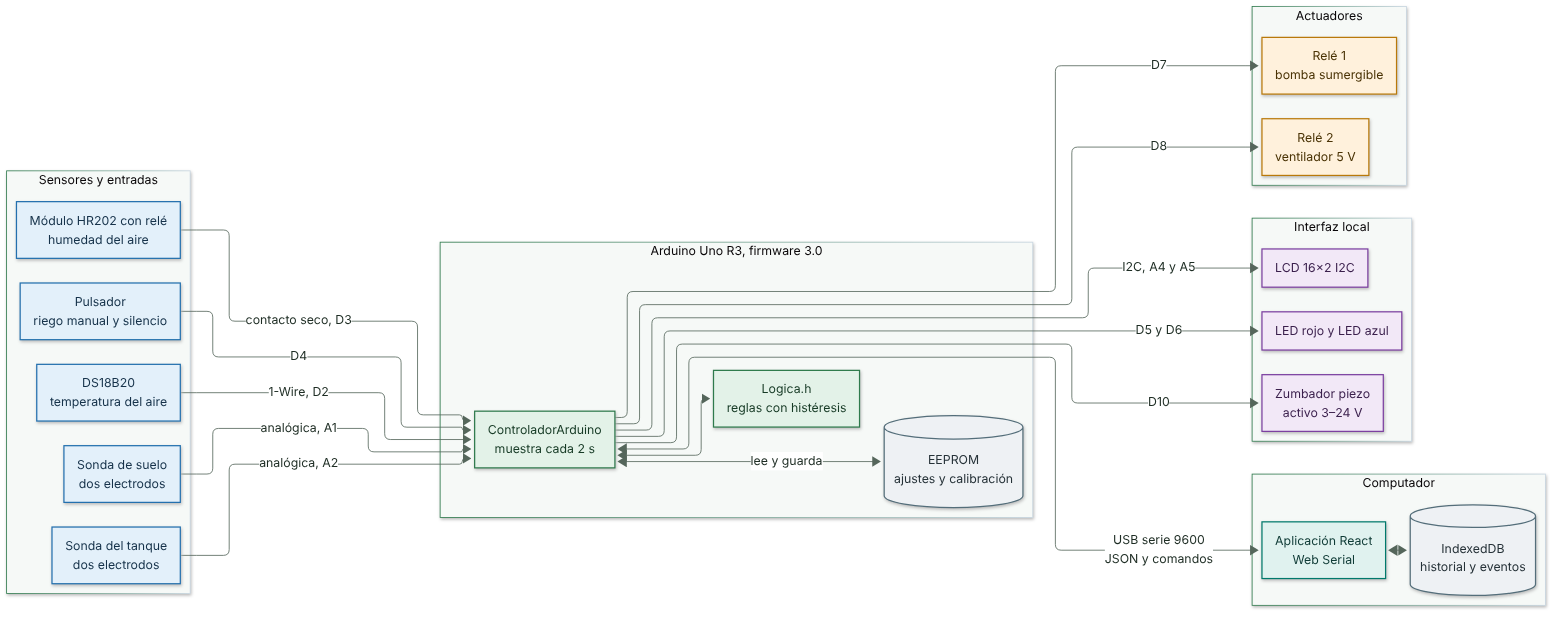 Sensores y entradas
Módulo HR202 con relé
humedad del aire
Pulsador
riego manual y silencio
DS18B20
temperatura del aire
Sonda de suelo
dos electrodos
Sonda del tanque
dos electrodos
contacto seco, D3
D4
1-Wire, D2
analógica, A1
analógica, A2
Arduino Uno R3, firmware 3.0
ControladorArduino
muestra cada 2 s
Logica.h
reglas con histéresis
lee y guarda
EEPROM
ajustes y calibración
D7
D8
I2C, A4 y A5
D5 y D6
D10
USB serie 9600
JSON y comandos
Actuadores
Relé 1
bomba sumergible
Relé 2
ventilador 5 V
Interfaz local
LCD 16×2 I2C
LED rojo y LED azul
Zumbador piezo
activo 3–24 V
Computador
Aplicación React
Web Serial
IndexedDB
historial y eventos